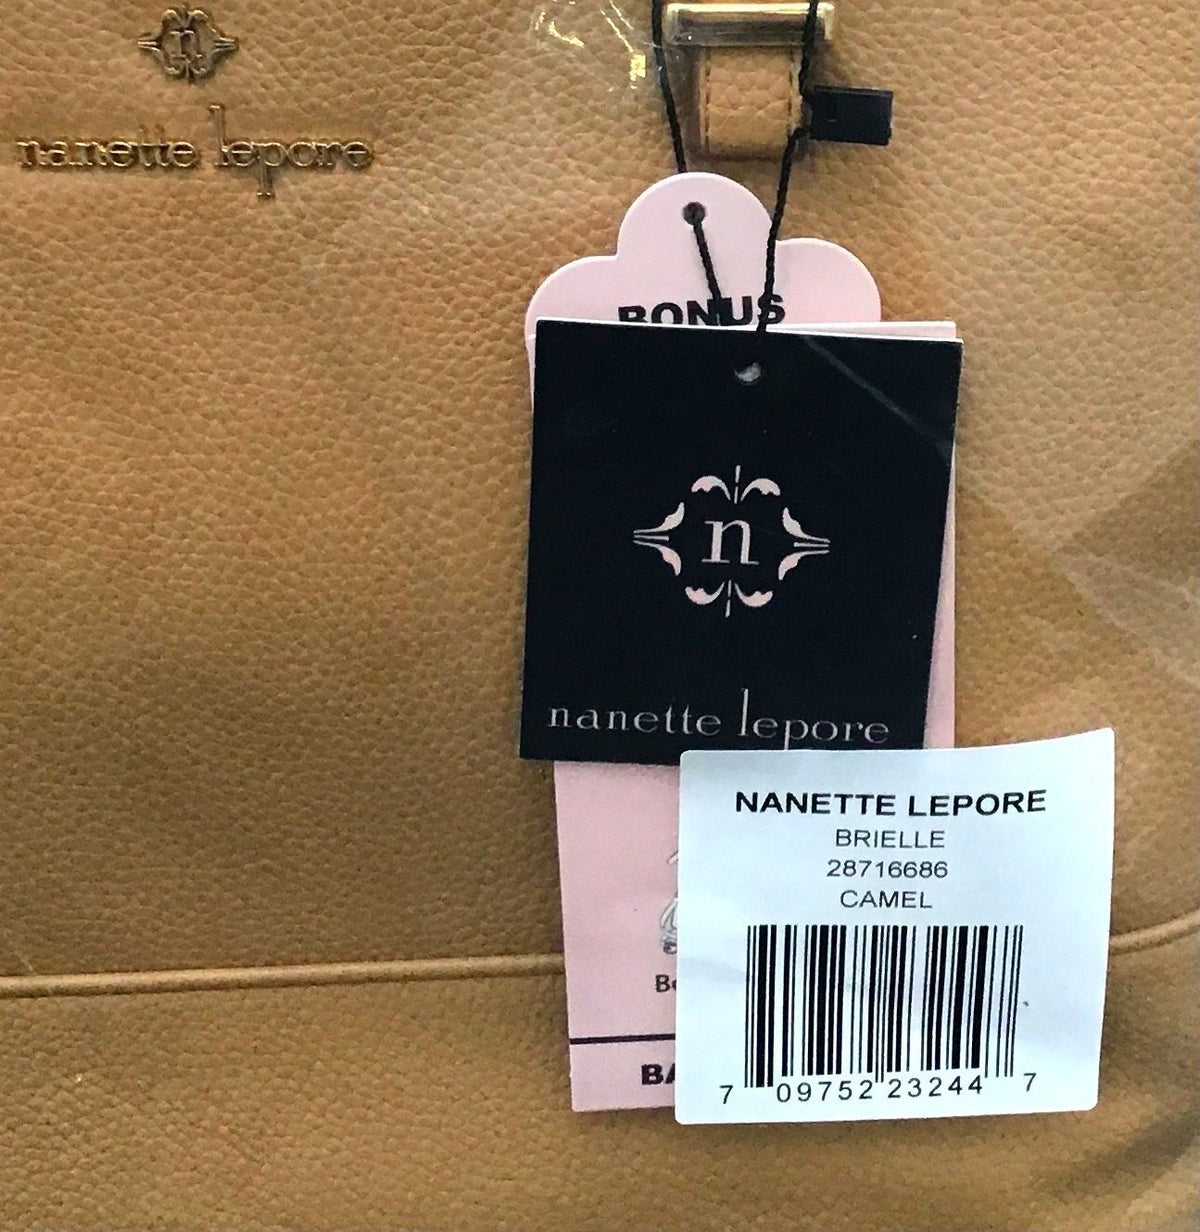 n
nanette lepore
BONUS
n
nanette lepore
NANETTE LEPORE
BRIELLE
28716686
CAMEL
7 09752 23244 7